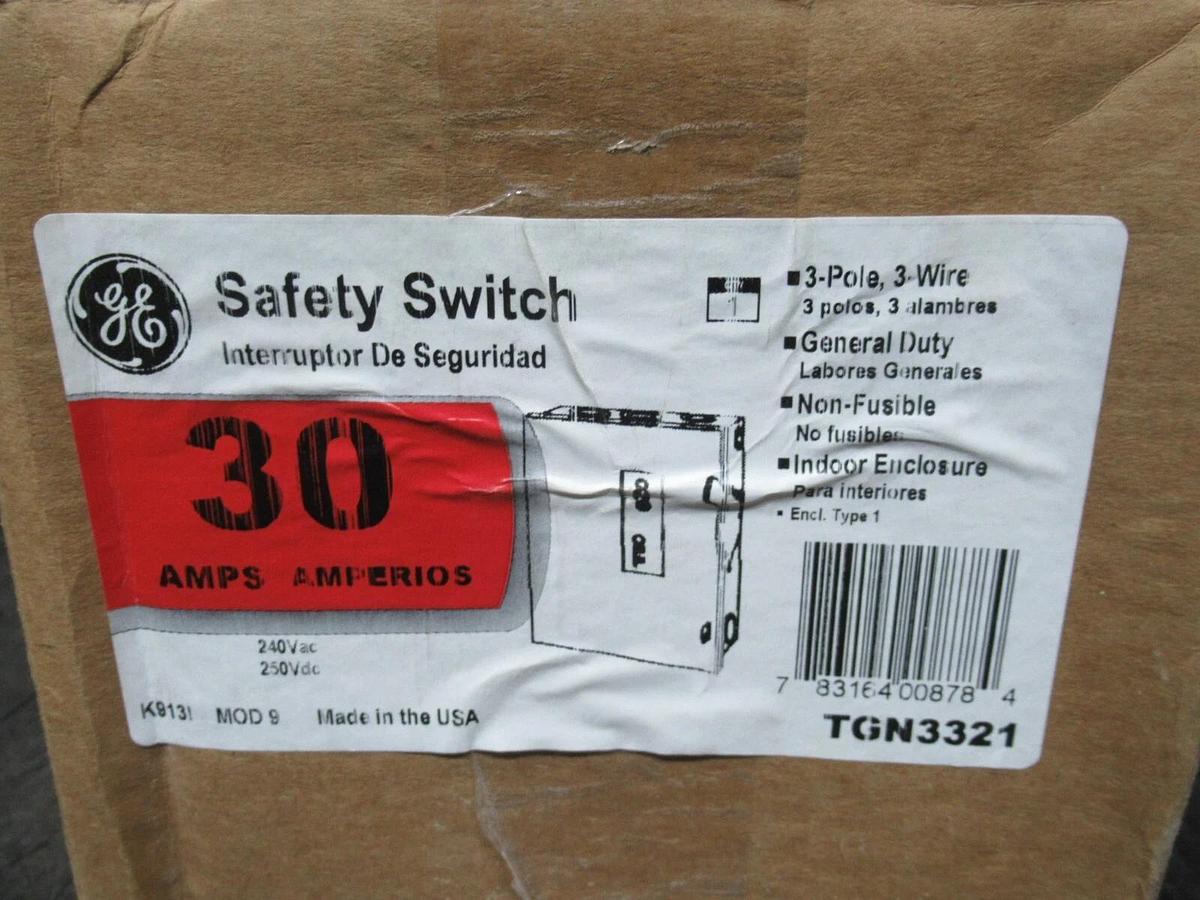 GE
Safety Switch
Interruptor De Seguridad
30
AMPS AMPERIOS
240Vac
250Vdc
MOD 9 Made in the USA
1
■ 3-Pole, 3-Wire
3 polos, 3 alambres
■ General Duty
Labores Generales
■ Non-Fusible
No fusibles
■ Indoor Enclosure
Para interiores
▪ Encl. Type 1
7 83164 00878 4
TGN3321